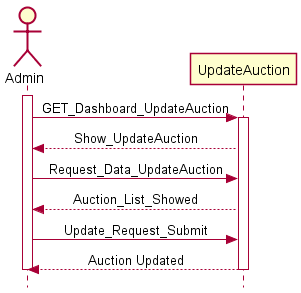 Admin
UpdateAuction
GET_Dashboard_UpdateAuction
Show_UpdateAuction
Request_Data_UpdateAuction
Auction_List_Showed
Update_Request_Submit
Auction Updated